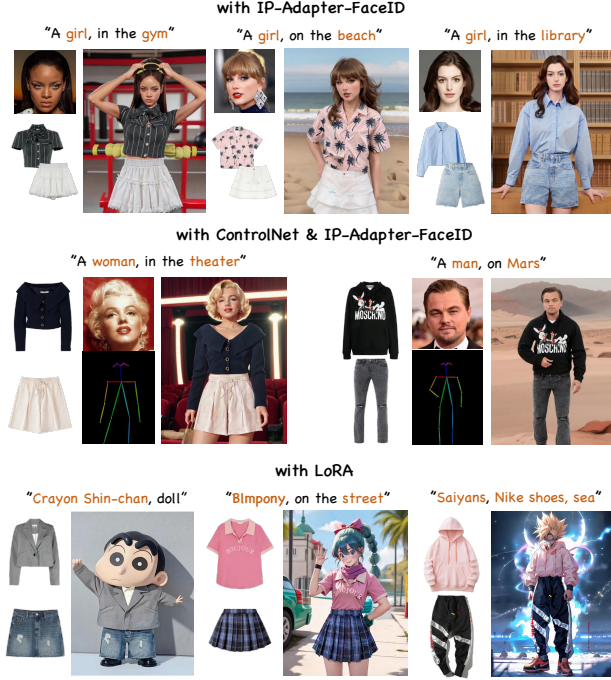 with IP-Adapter-FaceID
"A girl, in the gym" "A girl, on the beach" "A girl, in the library"
with ControlNet & IP-Adapter-FaceID
"A woman, in the theater" "A man, on Mars"
MOSCHINO
MOSCHINO
with LoRA
"Crayon Shin-chan, doll" "Blmpony, on the street" "Saiyans, Nike shoes, sea"
BONJOUR